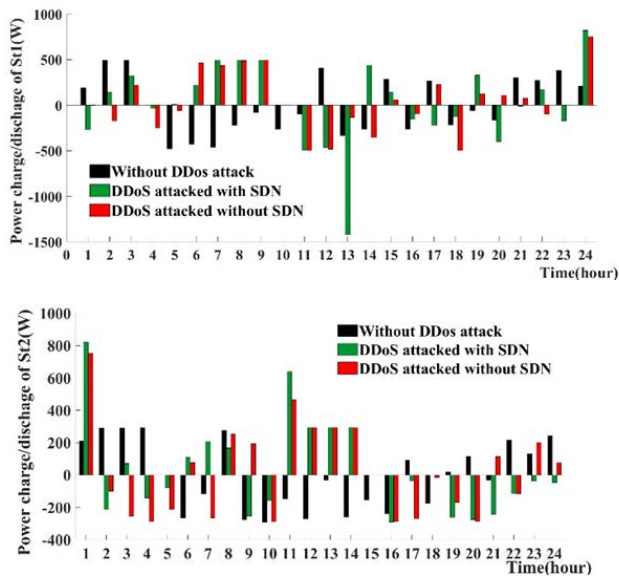 Power charge/discharge of St1(W)
1000
500
0
-500
-1000
-1500
Without DDos attack
DDoS attacked with SDN
DDoS attacked without SDN
0 1 2 3 4 5 6 7 8 9 10 11 12 13 14 15 16 17 18 19 20 21 22 23 24
Time(hour)
Power charge/dischage of St2(W)
1000
800
600
400
200
0
-200
-400
Without DDos attack
DDoS attacked with SDN
DDoS attacked without SDN
1 2 3 4 5 6 7 8 9 10 11 12 13 14 15 16 17 18 19 20 21 22 23 24
Time(hour)